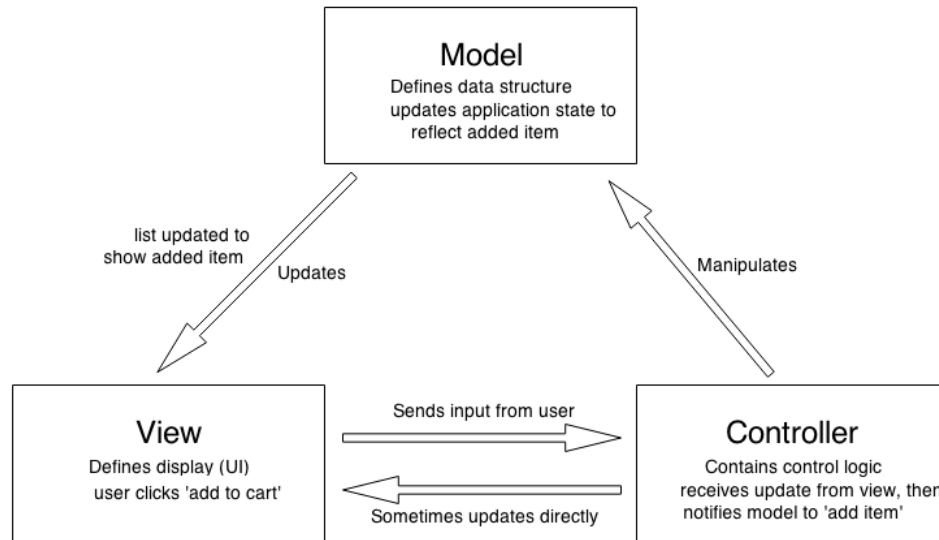 Model
Defines data structure
updates application state to
reflect added item
list updated to
show added item
Updates
Manipulates
View
Defines display (UI)
user clicks 'add to cart'
Sends input from user
Sometimes updates directly
Controller
Contains control logic
receives update from view, then
notifies model to 'add item'